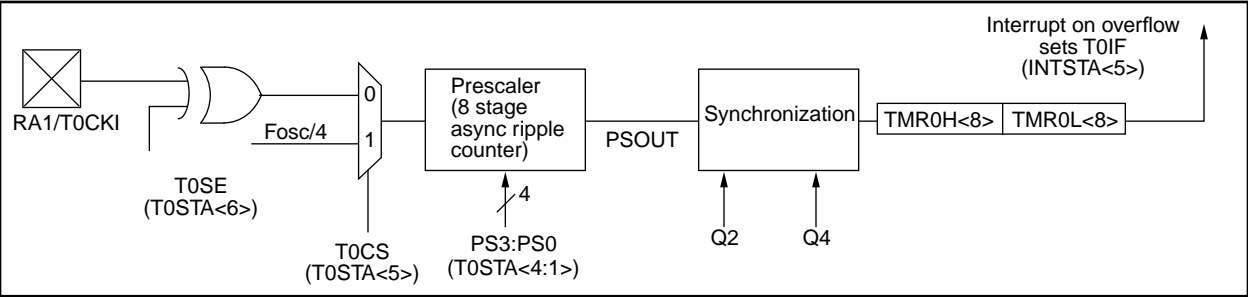 RA1/T0CKI
T0SE
(T0STA<6>)
Fosc/4
0
1
T0CS
(T0STA<5>)
Prescaler
(8 stage
async ripple
counter)
4
PS3:PS0
(T0STA<4:1>)
PSOUT
Synchronization
Q2
Q4
TMR0H<8>
TMR0L<8>
Interrupt on overflow
sets T0IF
(INTSTA<5>)